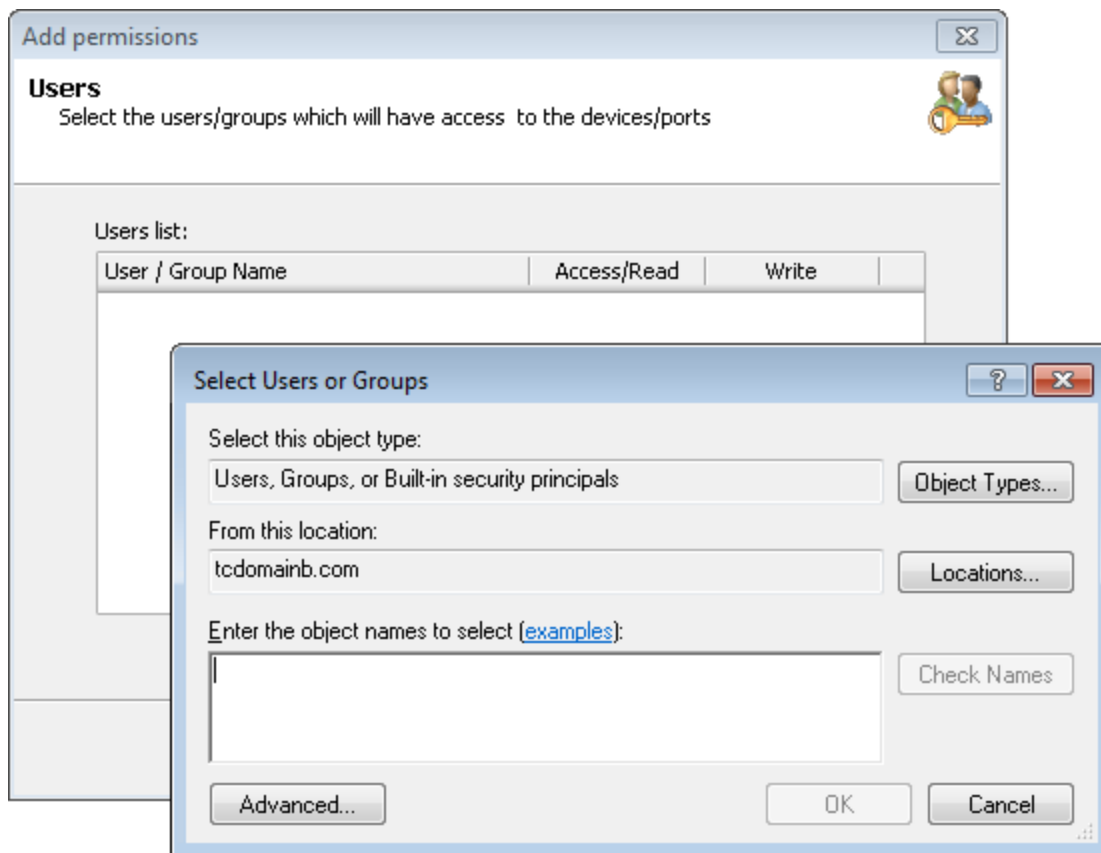 Add permissions
Users
Select the users/groups which will have access to the devices/ports
Users list:
User / Group Name Access/Read Write
Select Users or Groups
Select this object type:
Users, Groups, or Built-in security principals
Object Types...
From this location:
tcdomainb.com
Locations...
Enter the object names to select (examples):
Check Names
Advanced... OK Cancel